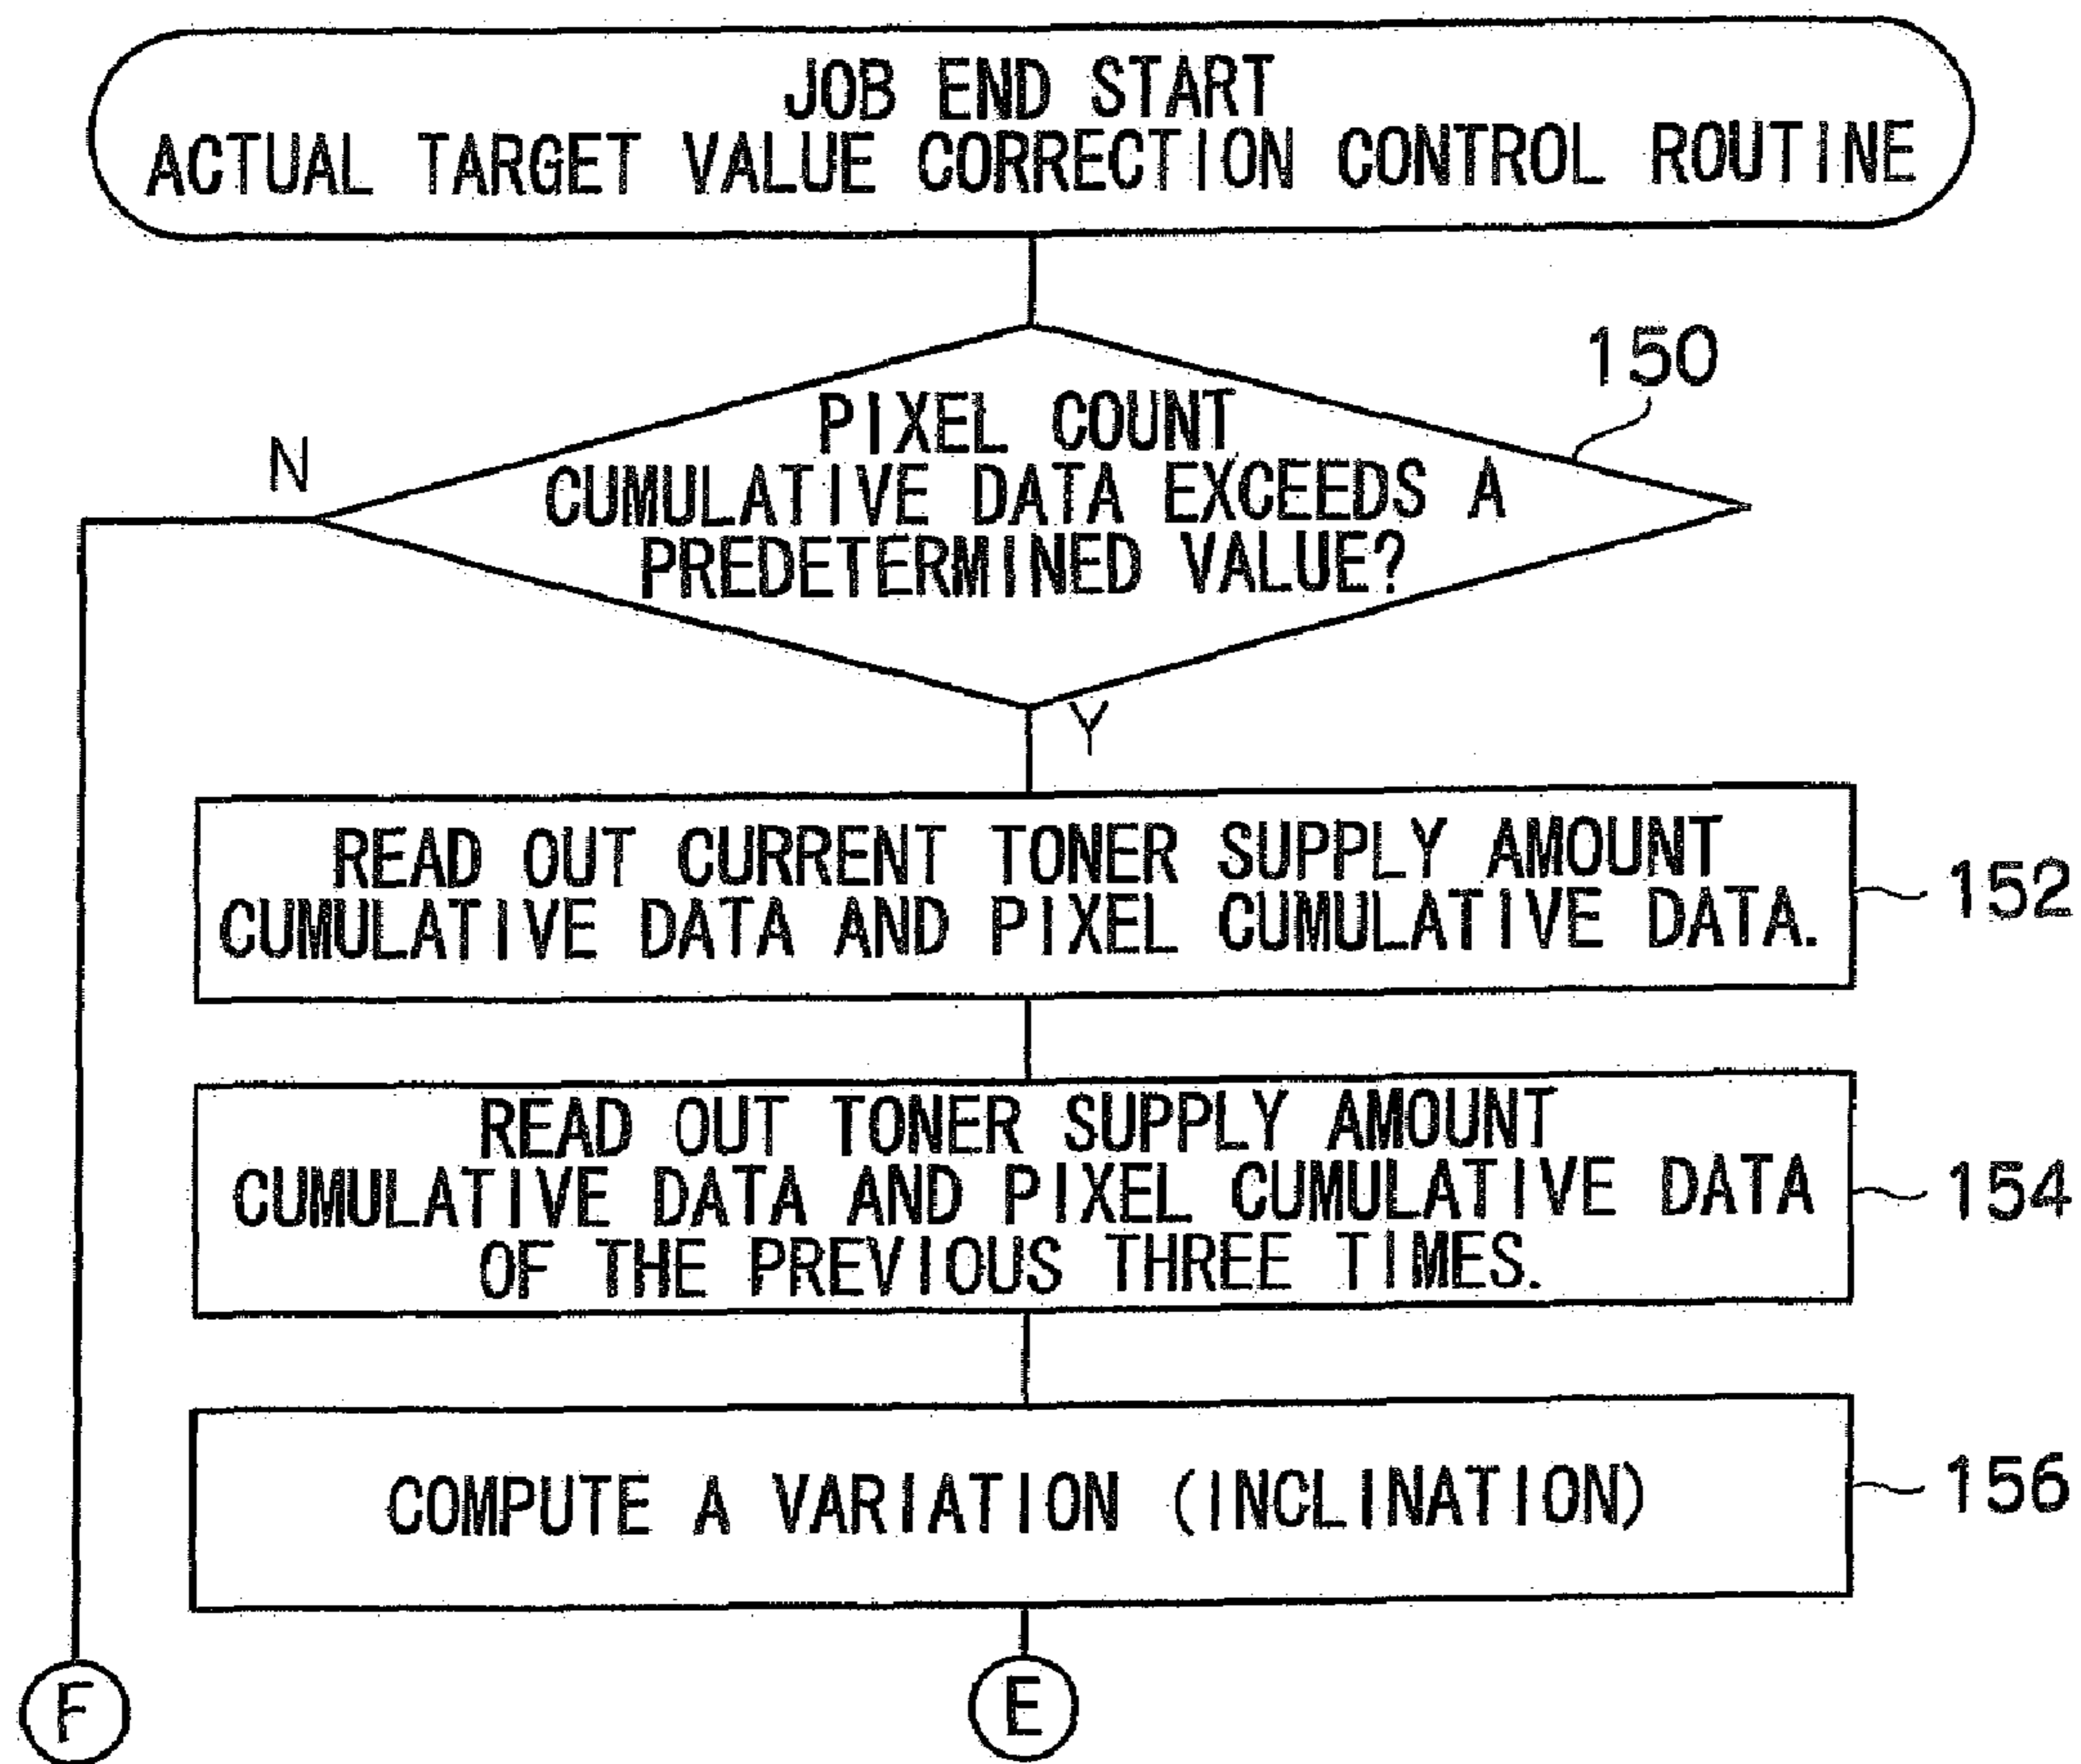 JOB END START
ACTUAL TARGET VALUE CORRECTION CONTROL ROUTINE
150
N
PIXEL COUNT
CUMULATIVE DATA EXCEEDS A
PREDETERMINED VALUE?
Y
READ OUT CURRENT TONER SUPPLY AMOUNT
CUMULATIVE DATA AND PIXEL CUMULATIVE DATA.
152
READ OUT TONER SUPPLY AMOUNT
CUMULATIVE DATA AND PIXEL CUMULATIVE DATA
OF THE PREVIOUS THREE TIMES.
154
COMPUTE A VARIATION (INCLINATION)
156
F
E